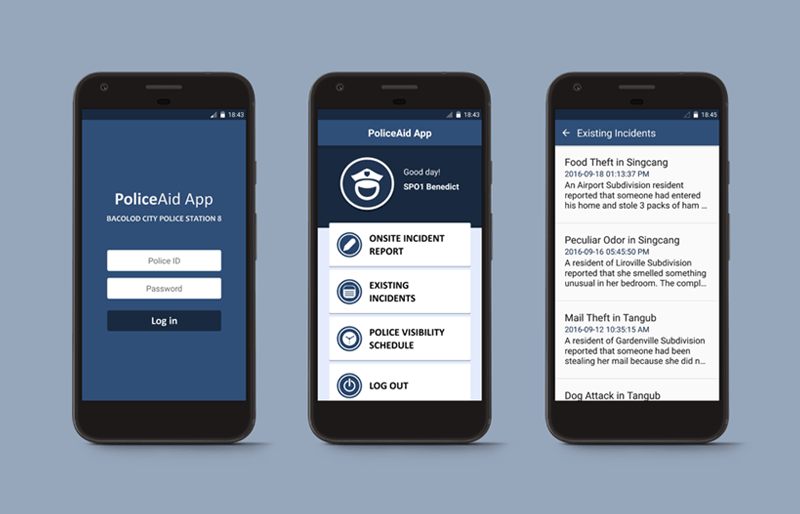 18:43
PoliceAid App
BACOLOD CITY POLICE STATION 8
Police ID
Password
Log in
18:43
PoliceAid App
Good day!
SPO1 Benedict
ONSITE INCIDENT
REPORT
EXISTING
INCIDENTS
POLICE VISIBILITY
SCHEDULE
LOG OUT
18:45
Existing Incidents
Food Theft in Singcang
2016-09-18 01:13:37 PM
An Airport Subdivision resident
reported that someone had entered
his home and stole 3 packs of ham ...
Peculiar Odor in Singcang
2016-09-16 05:45:50 PM
A resident of Liroville Subdivision
reported that she smelled something
unusual in her bedroom. The compl...
Mail Theft in Tangub
2016-09-12 10:35:15 AM
A resident of Gardenville Subdivision
reported that someone had been
stealing her mail because she did n...
Dog Attack in Tangub